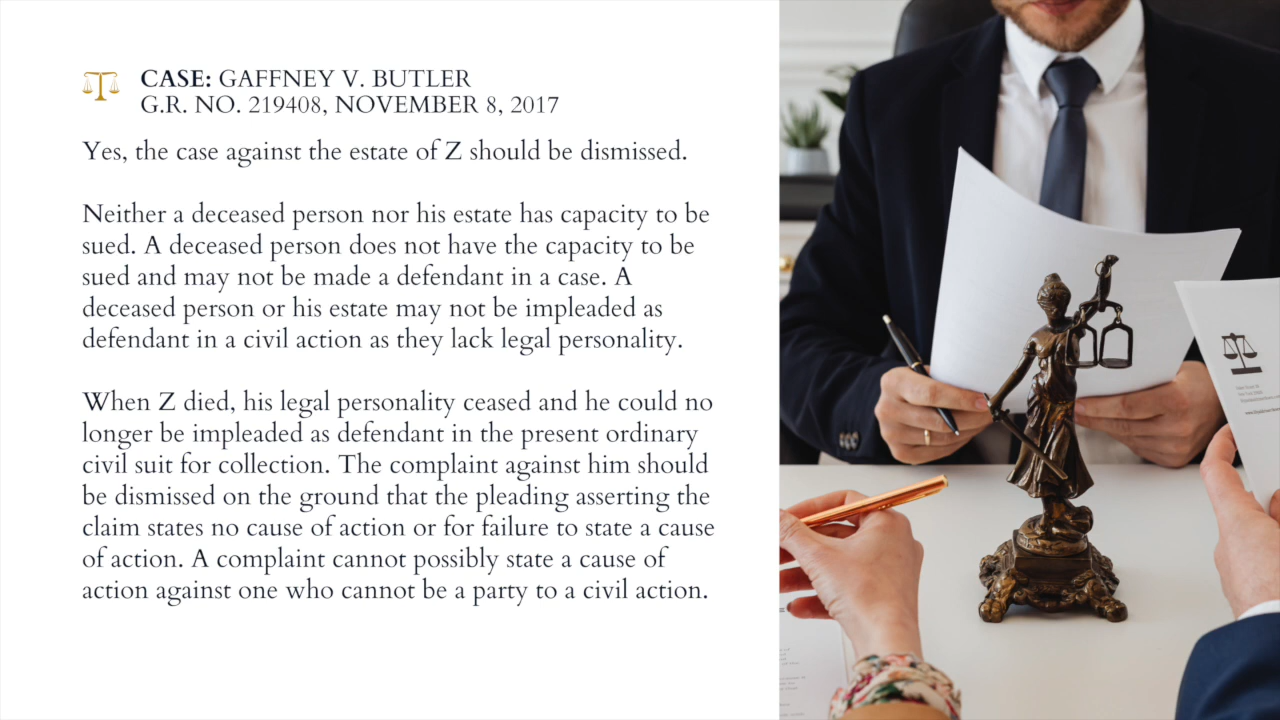 CASE: GAFFNEY V. BUTLER
G.R. NO. 219408, NOVEMBER 8, 2017
Yes, the case against the estate of Z should be dismissed.
Neither a deceased person nor his estate has capacity to be
sued. A deceased person does not have the capacity to be
sued and may not be made a defendant in a case. A
deceased person or his estate may not be impleaded as
defendant in a civil action as they lack legal personality.
When Z died, his legal personality ceased and he could no
longer be impleaded as defendant in the present ordinary
civil suit for collection. The complaint against him should
be dismissed on the ground that the pleading asserting the
claim states no cause of action or for failure to state a cause
of action. A complaint cannot possibly state a cause of
action against one who cannot be a party to a civil action.